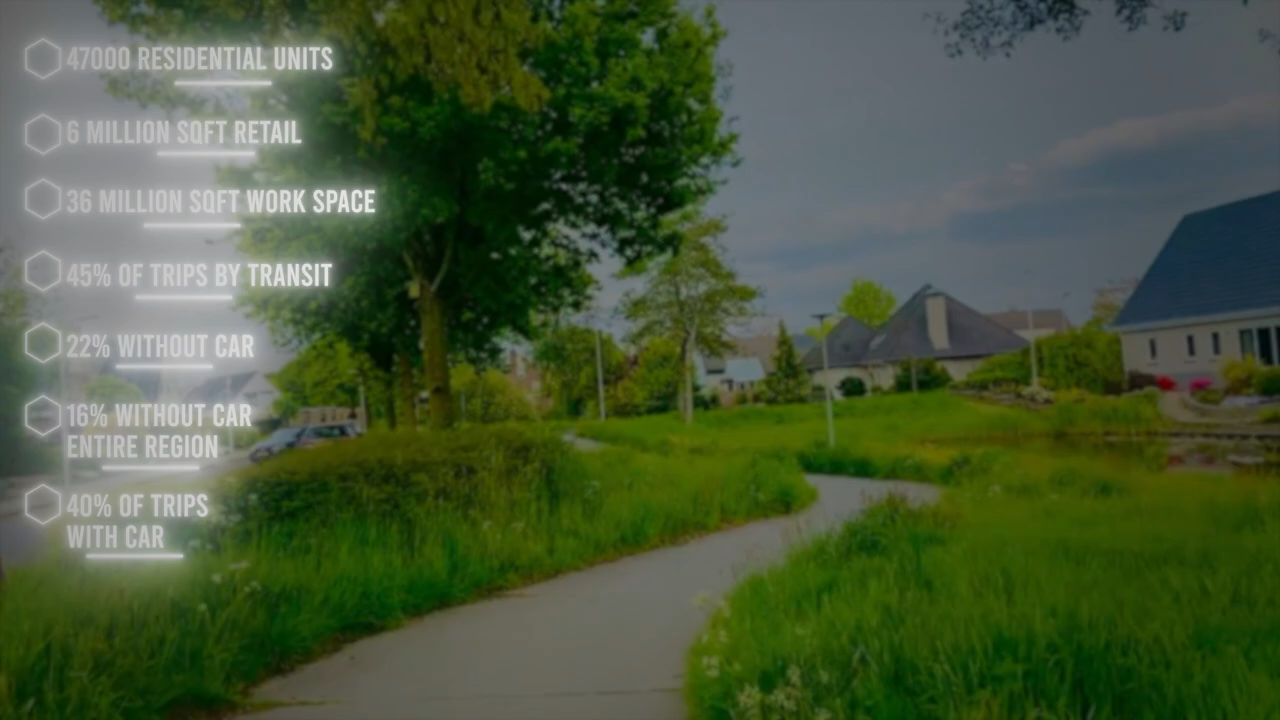 47000 RESIDENTIAL UNITS
6 MILLION SQFT RETAIL
36 MILLION SQFT WORK SPACE
45% OF TRIPS BY TRANSIT
22% WITHOUT CAR
16% WITHOUT CAR
ENTIRE REGION
40% OF TRIPS
WITH CAR